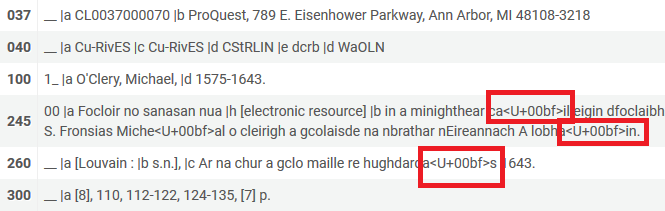 037 __ |a CL0037000070 |b ProQuest, 789 E. Eisenhower Parkway, Ann Arbor, MI 48108-3218
040 __ |a Cu-RivES |c Cu-RivES |d CStRLIN |e dcrb |d WaOLN
100 1_ |a O'Clery, Michael, |d 1575-1643.
245 00 |a Focloir no sanasan nua |h [electronic resource] |b in a minighthear ca<U+00bf>il eigin dfoclaibh
S. Fronsias Miche<U+00bf>al o cleirigh a gcolaisde na nbrathar nEireannach A lobha<U+00bf>in.
260 __ |a [Louvain : |b s.n.], |c Ar na chur a gclo maille re hughdarda<U+00bf>s 1643.
300 __ |a [8], 110, 112-122, 124-135, [7] p.